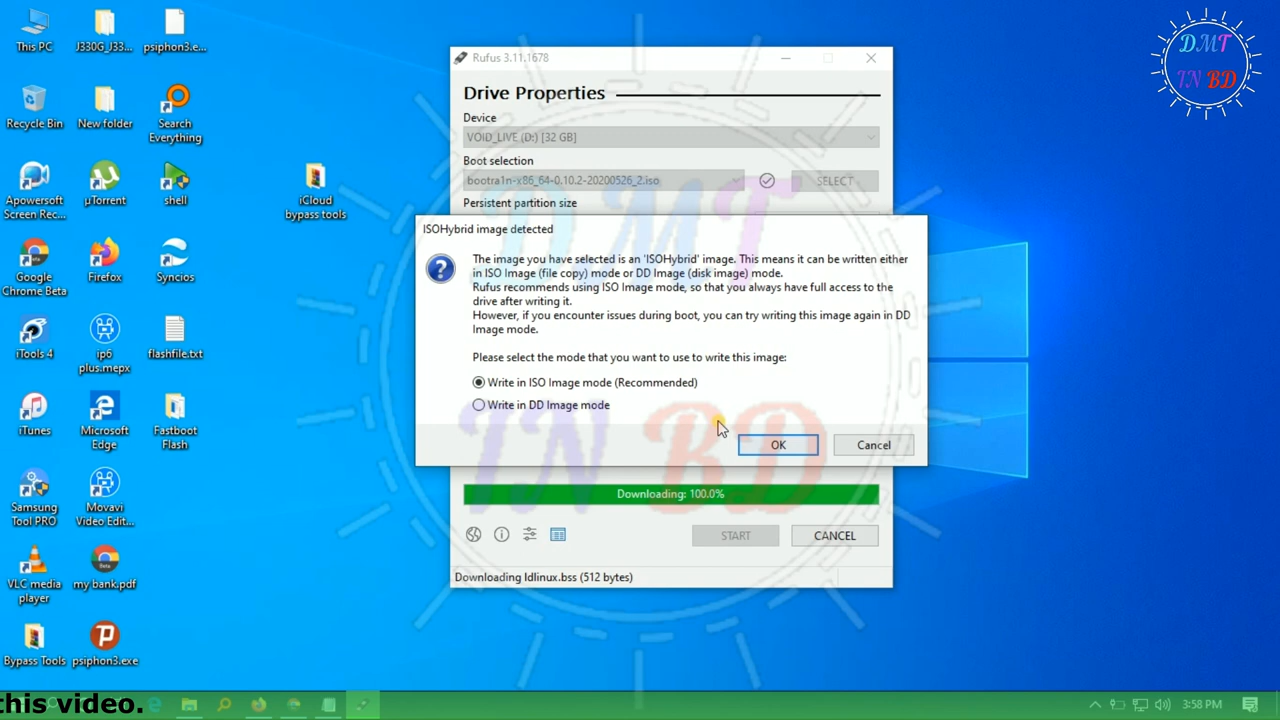 This PC
J330G_J33...
psiphon3.e...
Recycle Bin
New folder
Search
Everything
Apowersoft
Screen Rec...
µTorrent
shell
iCloud
bypass tools
Google
Chrome Beta
Firefox
Syncios
iTools 4
ip6
plus.mepx
flashfile.txt
iTunes
Microsoft
Edge
Fastboot
Flash
Samsung
Tool PRO
Movavi
Video Edit...
VLC media
player
my bank.pdf
Bypass Tools
psiphon3.exe
Rufus 3.11.1678
Drive Properties
Device
VOID_LIVE (D:) [32 GB]
Boot selection
bootra1n-x86_64-0.10.2-20200526_2.iso
SELECT
Persistent partition size
ISOHybrid image detected
The image you have selected is an 'ISOHybrid' image. This means it can be written either
in ISO Image (file copy) mode or DD Image (disk image) mode.
Rufus recommends using ISO Image mode, so that you always have full access to the
drive after writing it.
However, if you encounter issues during boot, you can try writing this image again in DD
Image mode.
Please select the mode that you want to use to write this image:
Write in ISO Image mode (Recommended)
Write in DD Image mode
OK
Cancel
Downloading: 100.0%
START
CANCEL
Downloading ldlinux.bss (512 bytes)
DMT
IN BD
DMT
IN BD
this video.
3:58 PM